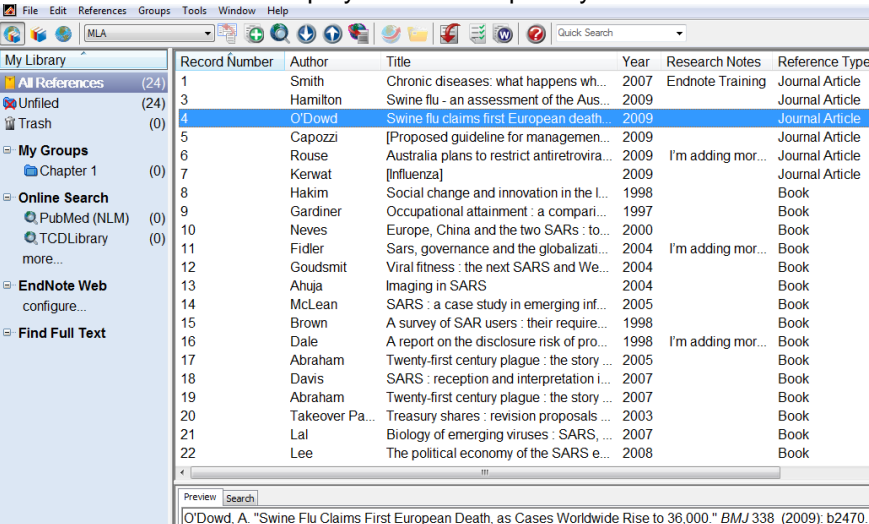 File Edit References Groups Tools Window Help
MLA Quick Search
My Library
All References (24)
Unfiled (24)
Trash (0)
My Groups
Chapter 1 (0)
Online Search
PubMed (NLM) (0)
TCDLibrary (0)
more...
EndNote Web
configure...
Find Full Text
Record Number Author Title Year Research Notes Reference Type
1 Smith Chronic diseases: what happens wh... 2007 Endnote Training Journal Article
3 Hamilton Swine flu - an assessment of the Aus... 2009 Journal Article
4 O'Dowd Swine flu claims first European death... 2009 Journal Article
5 Capozzi [Proposed guideline for managemen... 2009 Journal Article
6 Rouse Australia plans to restrict antiretrovira... 2009 I'm adding mor... Journal Article
7 Kerwat [Influenza] 2009 Journal Article
8 Hakim Social change and innovation in the l... 1998 Book
9 Gardiner Occupational attainment : a compari... 1997 Book
10 Neves Europe, China and the two SARs : to... 2000 Book
11 Fidler Sars, governance and the globalizati... 2004 I'm adding mor... Book
12 Goudsmit Viral fitness : the next SARS and We... 2004 Book
13 Ahuja Imaging in SARS 2004 Book
14 McLean SARS : a case study in emerging inf... 2005 Book
15 Brown A survey of SAR users : their require... 1998 Book
16 Dale A report on the disclosure risk of pro... 1998 I'm adding mor... Book
17 Abraham Twenty-first century plague : the story ... 2005 Book
18 Davis SARS : reception and interpretation i... 2007 Book
19 Abraham Twenty-first century plague : the story ... 2007 Book
20 Takeover Pa... Treasury shares : revision proposals ... 2003 Book
21 Lal Biology of emerging viruses : SARS, ... 2007 Book
22 Lee The political economy of the SARS e... 2008 Book
Preview Search
O'Dowd, A. "Swine Flu Claims First European Death, as Cases Worldwide Rise to 36,000." BMJ 338 (2009): b2470.